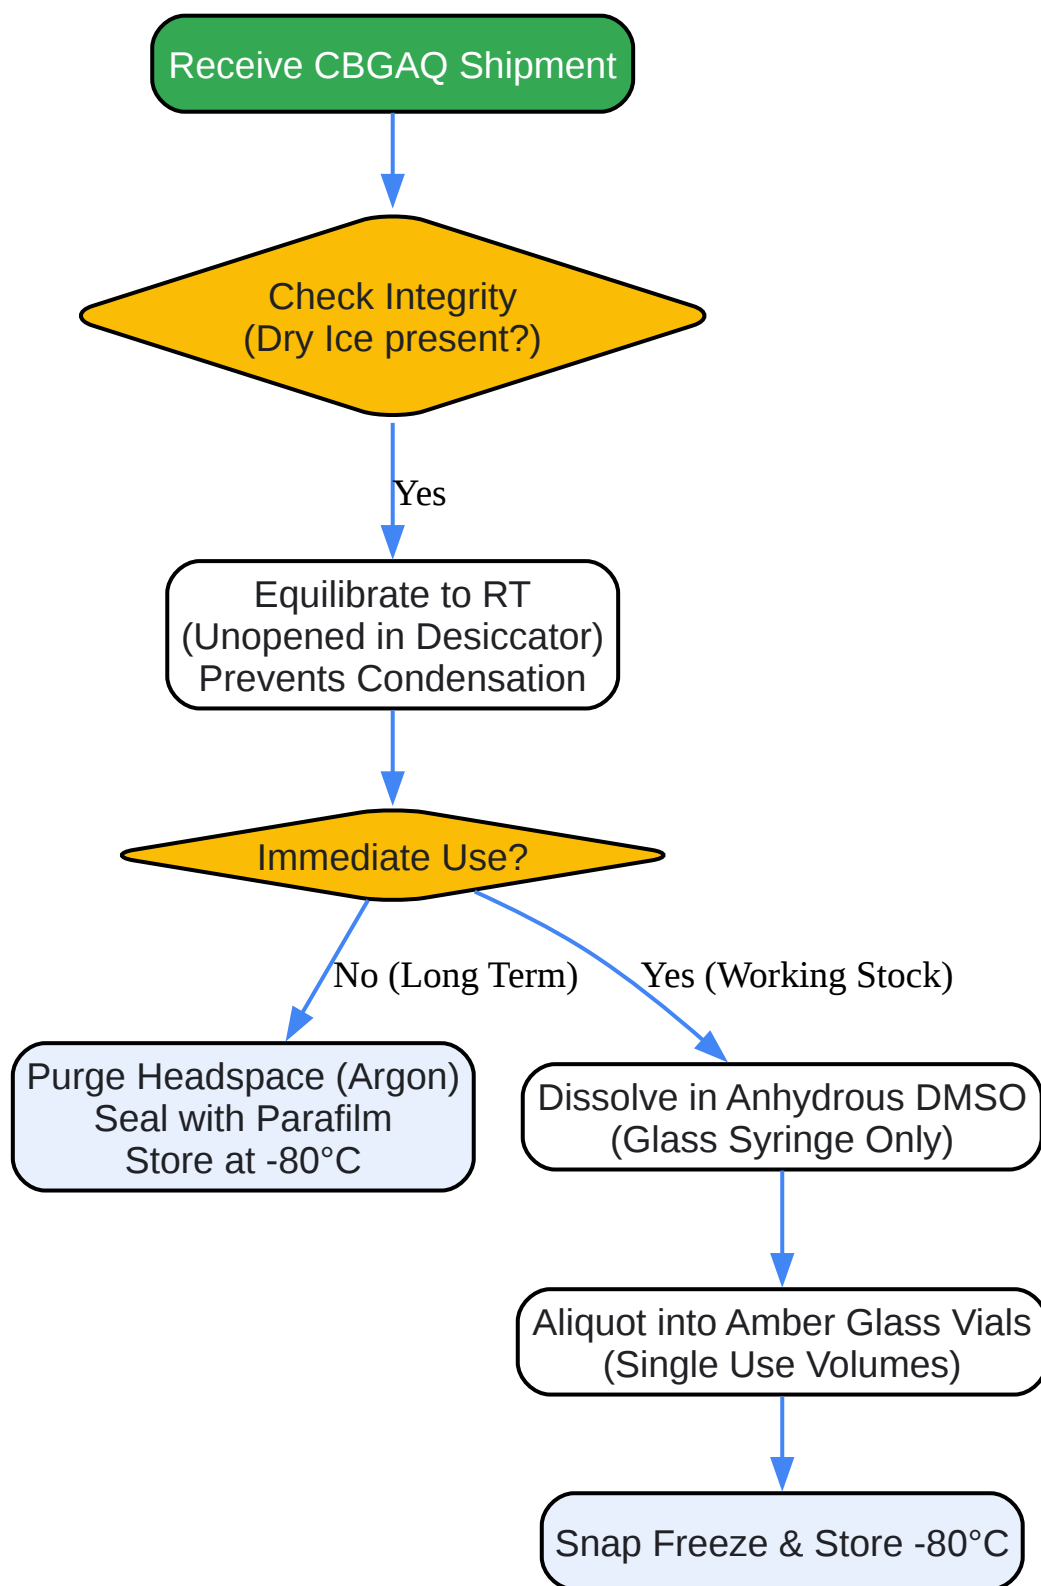 Receive CBGAQ Shipment
Check Integrity
(Dry Ice present?)
Yes
Equilibrate to RT
(Unopened in Desiccator)
Prevents Condensation
Immediate Use?
No (Long Term)
Yes (Working Stock)
Purge Headspace (Argon)
Seal with Parafilm
Store at -80°C
Dissolve in Anhydrous DMSO
(Glass Syringe Only)
Aliquot into Amber Glass Vials
(Single Use Volumes)
Snap Freeze & Store -80°C